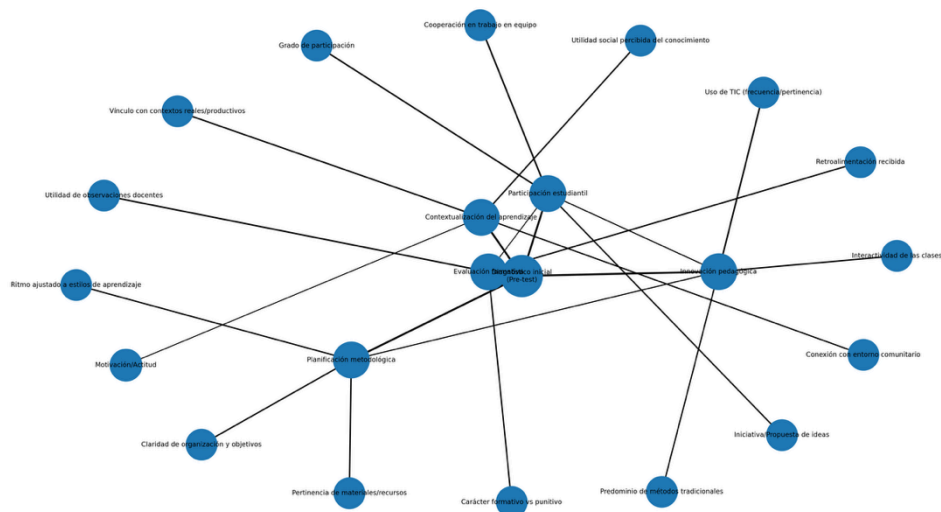 Cooperación en trabajo en equipo
Utilidad social percibida del conocimiento
Grado de participación
Uso de TIC (frecuencia/pertinencia)
Vínculo con contextos reales/productivos
Retroalimentación recibida
Participación estudiantil
Utilidad de observaciones docentes
Contextualización del aprendizaje
Interactividad de las clases
Evaluación
Diagnóstico inicial
(Pre-test)
Innovación pedagógica
Ritmo ajustado a estilos de aprendizaje
Conexión con entorno comunitario
Planificación metodológica
Motivación/Actitud
Iniciativa/Propuesta de ideas
Claridad de organización y objetivos
Pertinencia de materiales/recursos
Predominio de métodos tradicionales
Carácter formativo vs punitivo